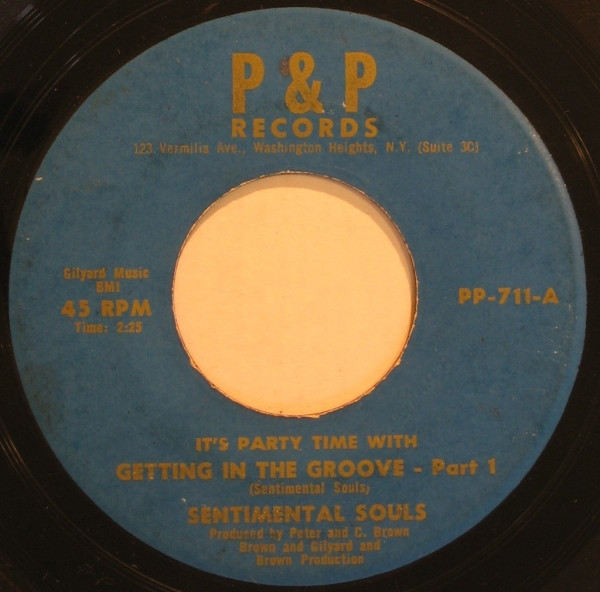 P & P
RECORDS
123 Vermilia Ave., Washington Heights, N.Y. (Suite 3C)
Gilyard Music
BMI
45 RPM
Time: 2:25
PP-711-A
IT'S PARTY TIME WITH
GETTING IN THE GROOVE - Part 1
(Sentimental Souls)
SENTIMENTAL SOULS
Produced by Peter and C. Brown
Brown and Gilyard and
Brown Production